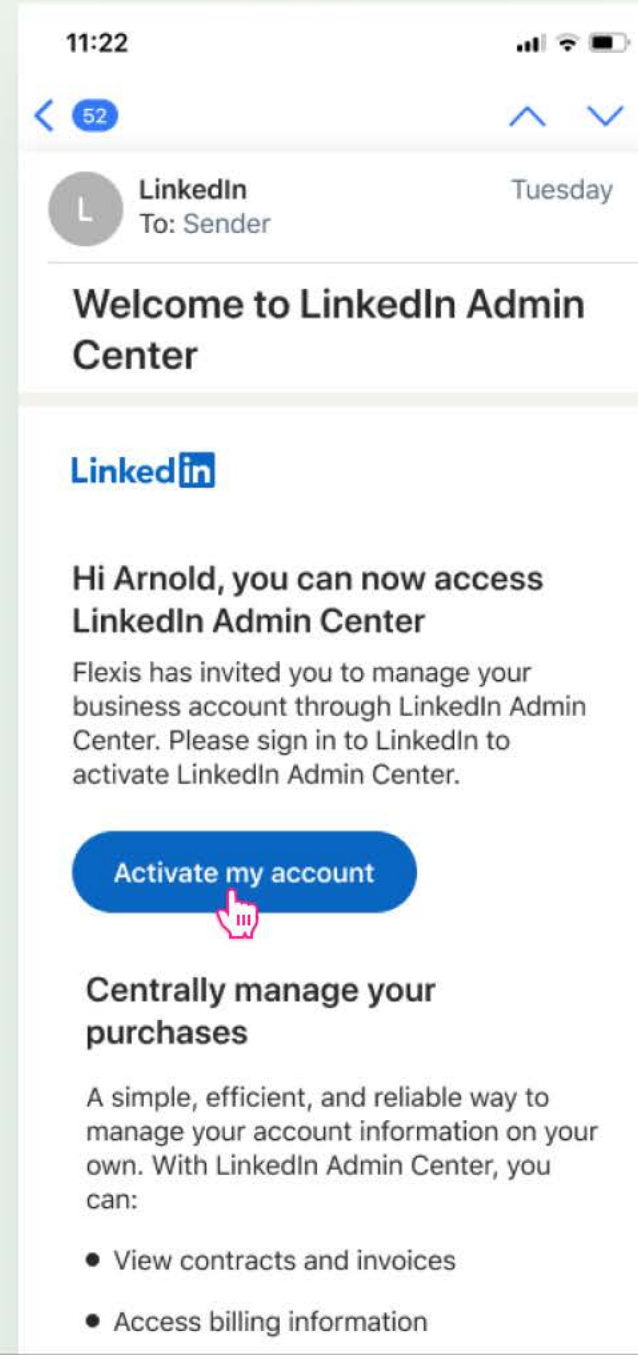 11:22
52
L
LinkedIn
Tuesday
To: Sender
Welcome to LinkedIn Admin
Center
Linked in
Hi Arnold, you can now access
LinkedIn Admin Center
Flexis has invited you to manage your
business account through LinkedIn Admin
Center. Please sign in to LinkedIn to
activate LinkedIn Admin Center.
Activate my account
Centrally manage your
purchases
A simple, efficient, and reliable way to
manage your account information on your
own. With LinkedIn Admin Center, you
can:
• View contracts and invoices
• Access billing information